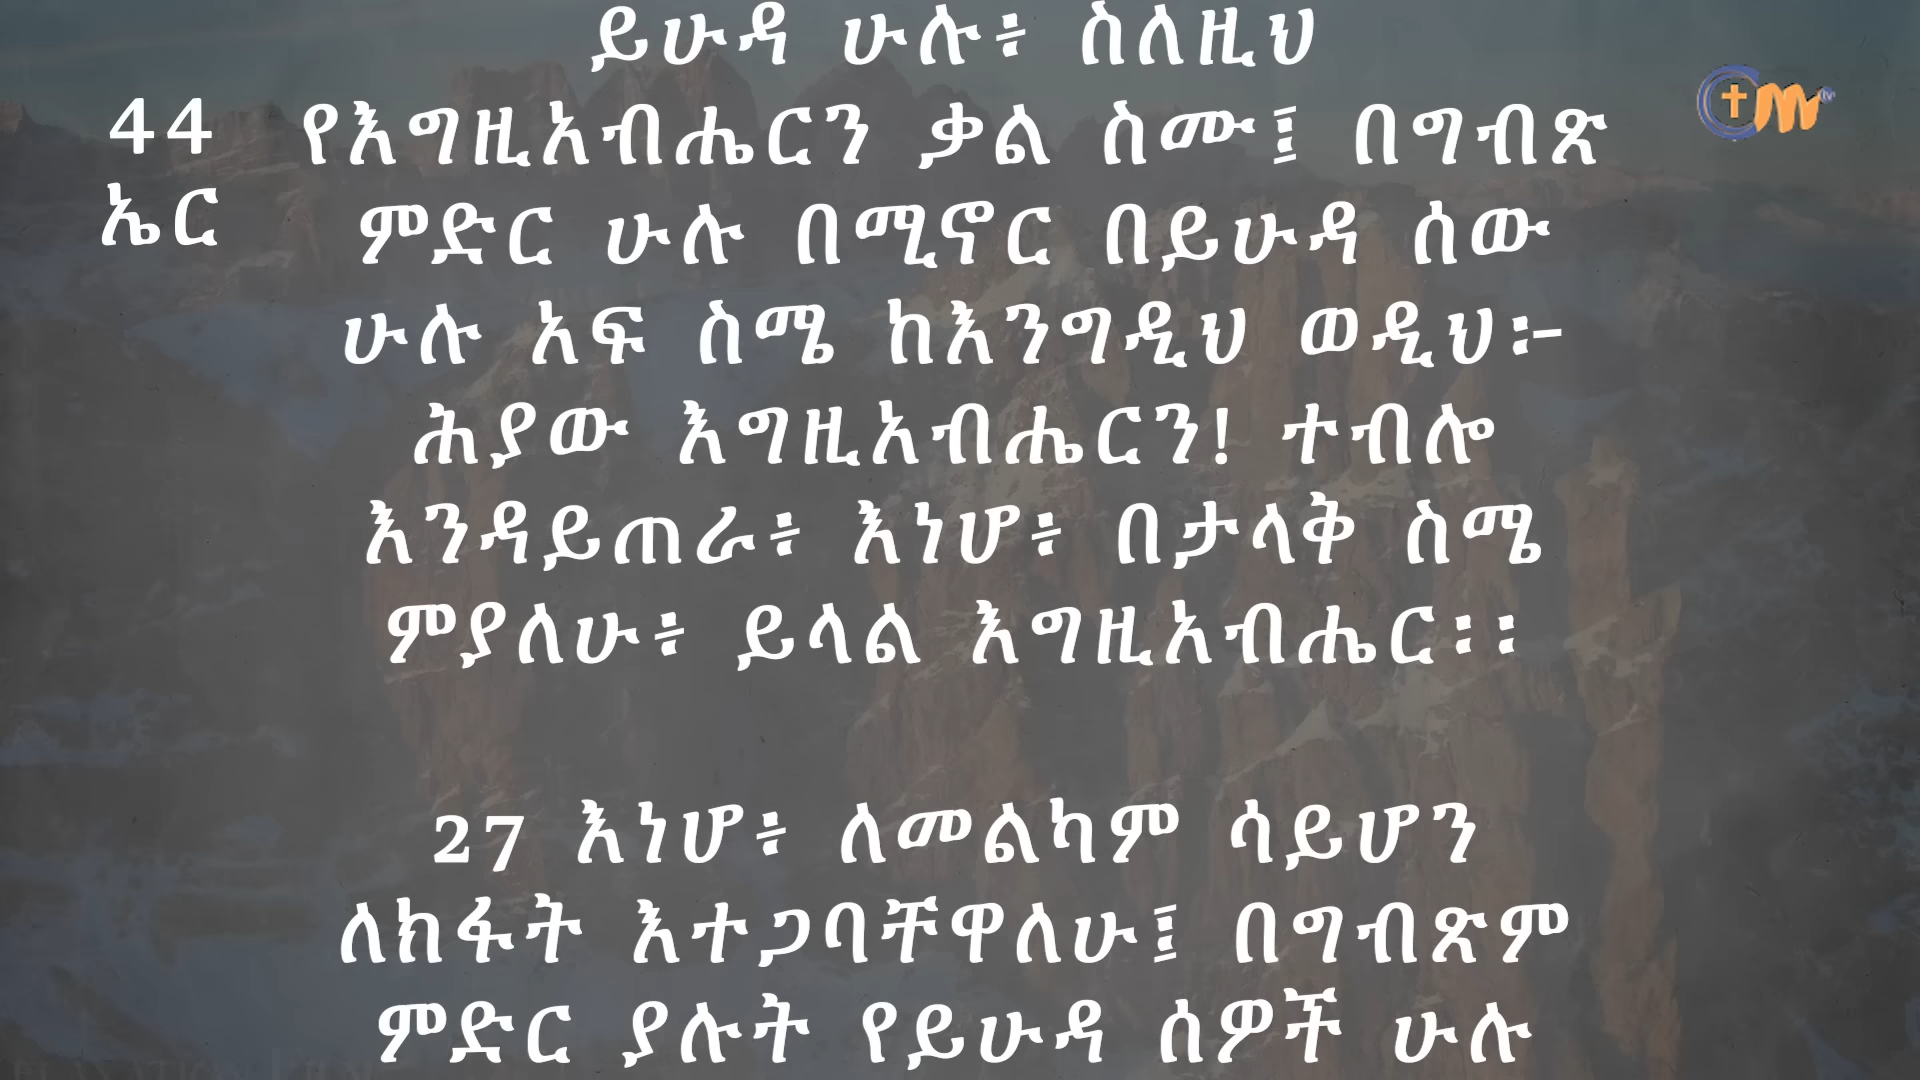 ይሁዳ ሁሉ፥ ስለዚህ
44
ኤር
የእግዚአብሔርን ቃል ስሙ፤ በግብጽ
ምድር ሁሉ በሚኖር በይሁዳ ሰው
ሁሉ አፍ ስሜ ከእንግዲህ ወዲህ፡-
ሕያው እግዚአብሔርን! ተብሎ
እንዳይጠራ፥ እነሆ፥ በታላቅ ስሜ
ምያለሁ፥ ይላል እግዚአብሔር፡፡
27 እነሆ፥ ለመልካም ሳይሆን
ለክፋት እተጋባቸዋለሁ፤ በግብጽም
ምድር ያሉት የይሁዳ ሰዎች ሁሉ